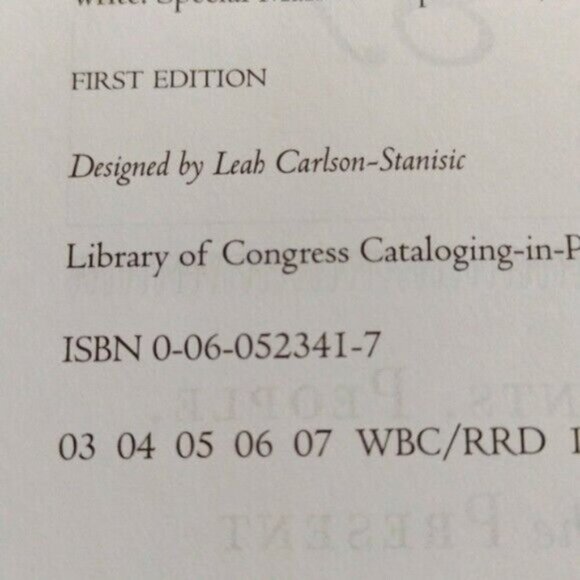 FIRST EDITION
Designed by Leah Carlson-Stanisic
Library of Congress Cataloging-in-P
ISBN 0-06-052341-7
03 04 05 06 07 WBC/RRD